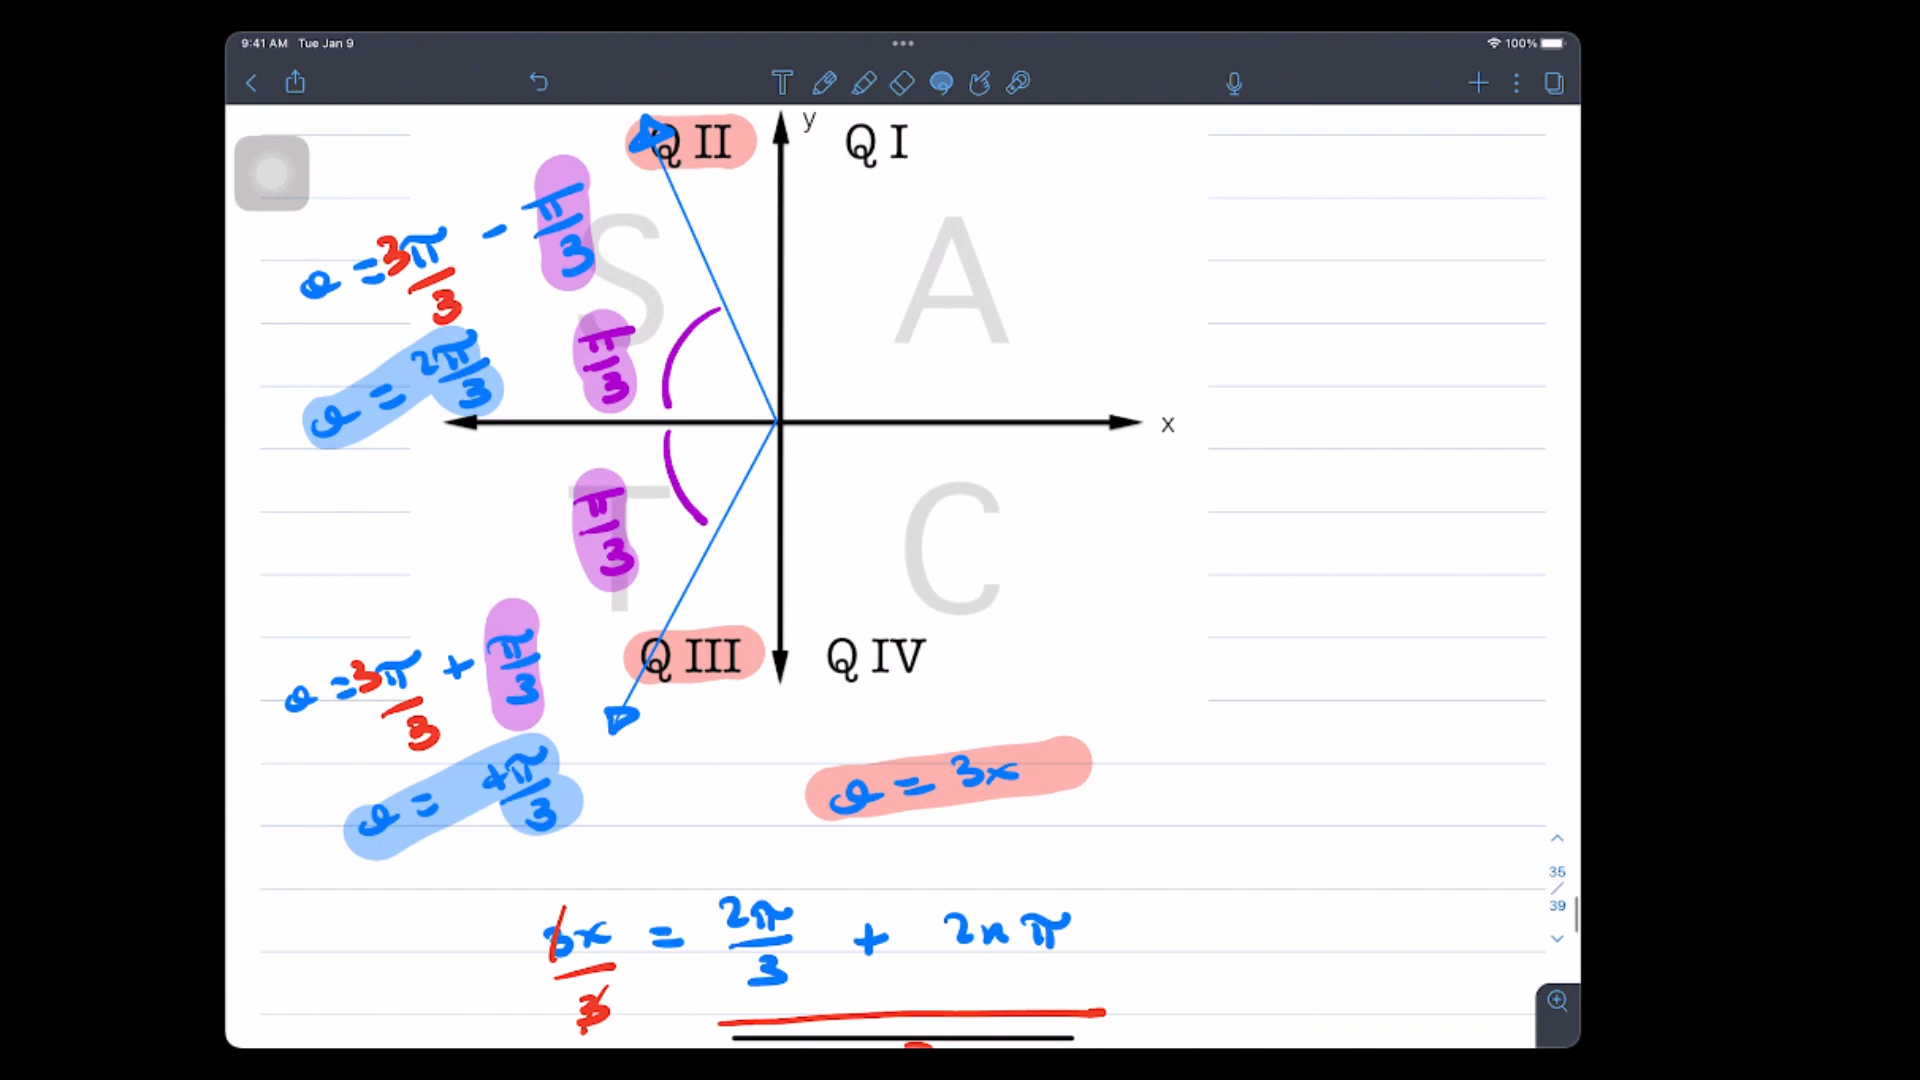 9:41 AM Tue Jan 9
100%
y
Q II
Q I
θ = 3π/3 - π/3
S
A
π/3
θ = 2π/3
x
π/3
T
C
θ = 3π/3 + π/3
Q III
Q IV
θ = 4π/3
θ = 3x
3x/3 = 2π/3 + 2nπ
35
/
39